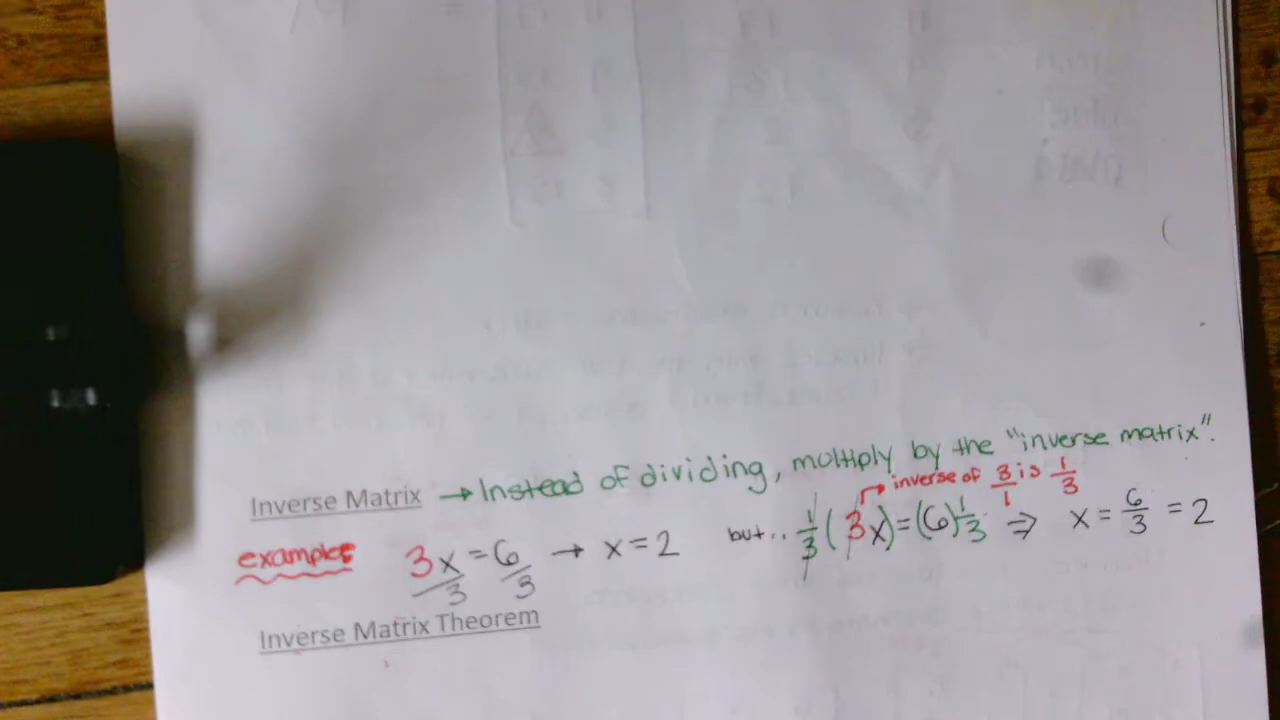 Inverse Matrix → Instead of dividing, multiply by the "inverse matrix".
inverse of 3/1 is 1/3
example: 3x/3 = 6/3 → x = 2 but.. 1/3(3x) = (6)1/3 ⇒ x = 6/3 = 2
Inverse Matrix Theorem